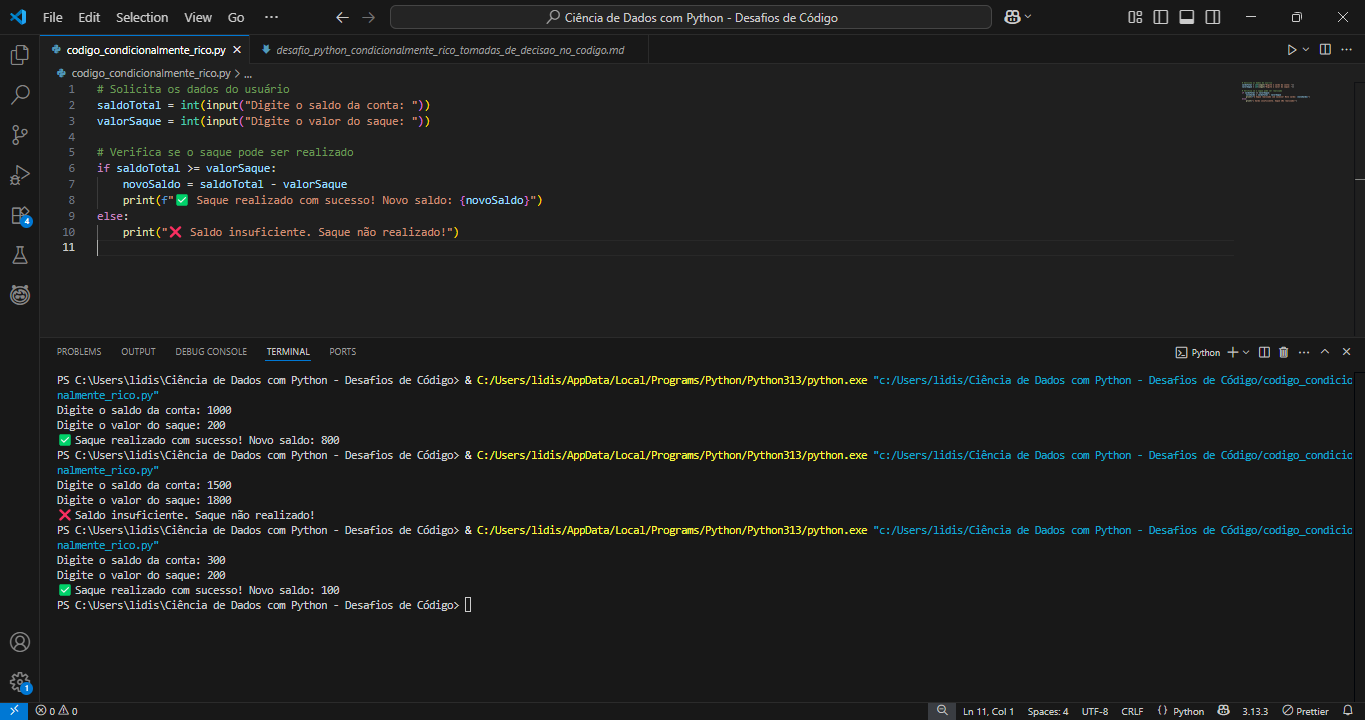 File Edit Selection View Go ··· Ciência de Dados com Python - Desafios de Código
codigo_condicionalmente_rico.py desafio_python_condicionalmente_rico_tomadas_de_decisao_no_codigo.md
codigo_condicionalmente_rico.py > ...
1 # Solicita os dados do usuário
2 saldoTotal = int(input("Digite o saldo da conta: "))
3 valorSaque = int(input("Digite o valor do saque: "))
4
5 # Verifica se o saque pode ser realizado
6 if saldoTotal >= valorSaque:
7 novoSaldo = saldoTotal - valorSaque
8 print(f"✅ Saque realizado com sucesso! Novo saldo: {novoSaldo}")
9 else:
10 print("❌ Saldo insuficiente. Saque não realizado!")
11
4
PROBLEMS OUTPUT DEBUG CONSOLE TERMINAL PORTS Python
PS C:\Users\lidis\Ciência de Dados com Python - Desafios de Código> & C:/Users/lidis/AppData/Local/Programs/Python/Python313/python.exe "c:/Users/lidis/Ciência de Dados com Python - Desafios de Código/codigo_condicio
nalmente_rico.py"
Digite o saldo da conta: 1000
Digite o valor do saque: 200
✅ Saque realizado com sucesso! Novo saldo: 800
PS C:\Users\lidis\Ciência de Dados com Python - Desafios de Código> & C:/Users/lidis/AppData/Local/Programs/Python/Python313/python.exe "c:/Users/lidis/Ciência de Dados com Python - Desafios de Código/codigo_condicio
nalmente_rico.py"
Digite o saldo da conta: 1500
Digite o valor do saque: 1800
❌ Saldo insuficiente. Saque não realizado!
PS C:\Users\lidis\Ciência de Dados com Python - Desafios de Código> & C:/Users/lidis/AppData/Local/Programs/Python/Python313/python.exe "c:/Users/lidis/Ciência de Dados com Python - Desafios de Código/codigo_condicio
nalmente_rico.py"
Digite o saldo da conta: 300
Digite o valor do saque: 200
✅ Saque realizado com sucesso! Novo saldo: 100
PS C:\Users\lidis\Ciência de Dados com Python - Desafios de Código>
1
0 0 Ln 11, Col 1 Spaces: 4 UTF-8 CRLF {} Python 3.13.3 Prettier